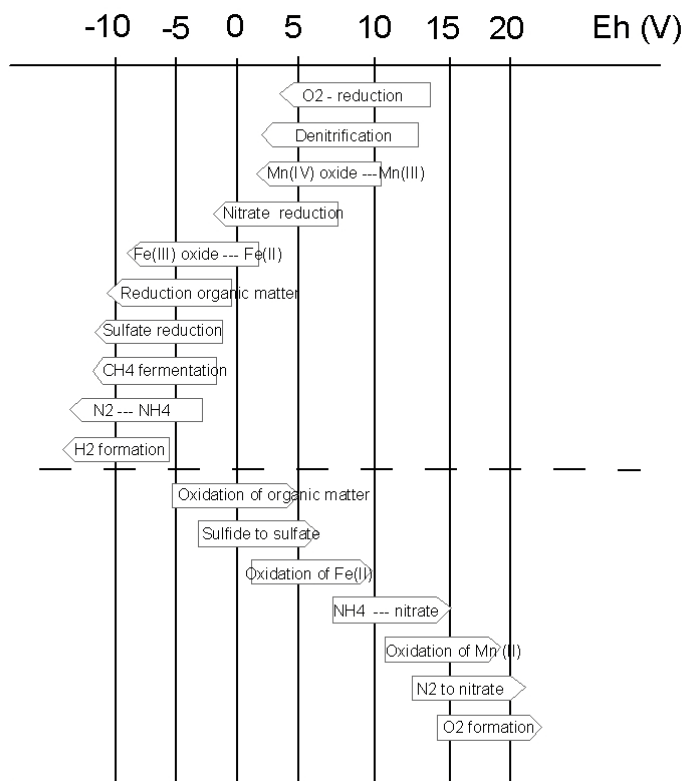 -10 -5 0 5 10 15 20 Eh (V)
O2 - reduction
Denitrification
Mn(IV) oxide ---Mn(III)
Nitrate reduction
Fe(III) oxide --- Fe(II)
Reduction organic matter
Sulfate reduction
CH4 fermentation
N2 --- NH4
H2 formation
Oxidation of organic matter
Sulfide to sulfate
Oxidation of Fe(II)
NH4 --- nitrate
Oxidation of Mn (II)
N2 to nitrate
O2 formation